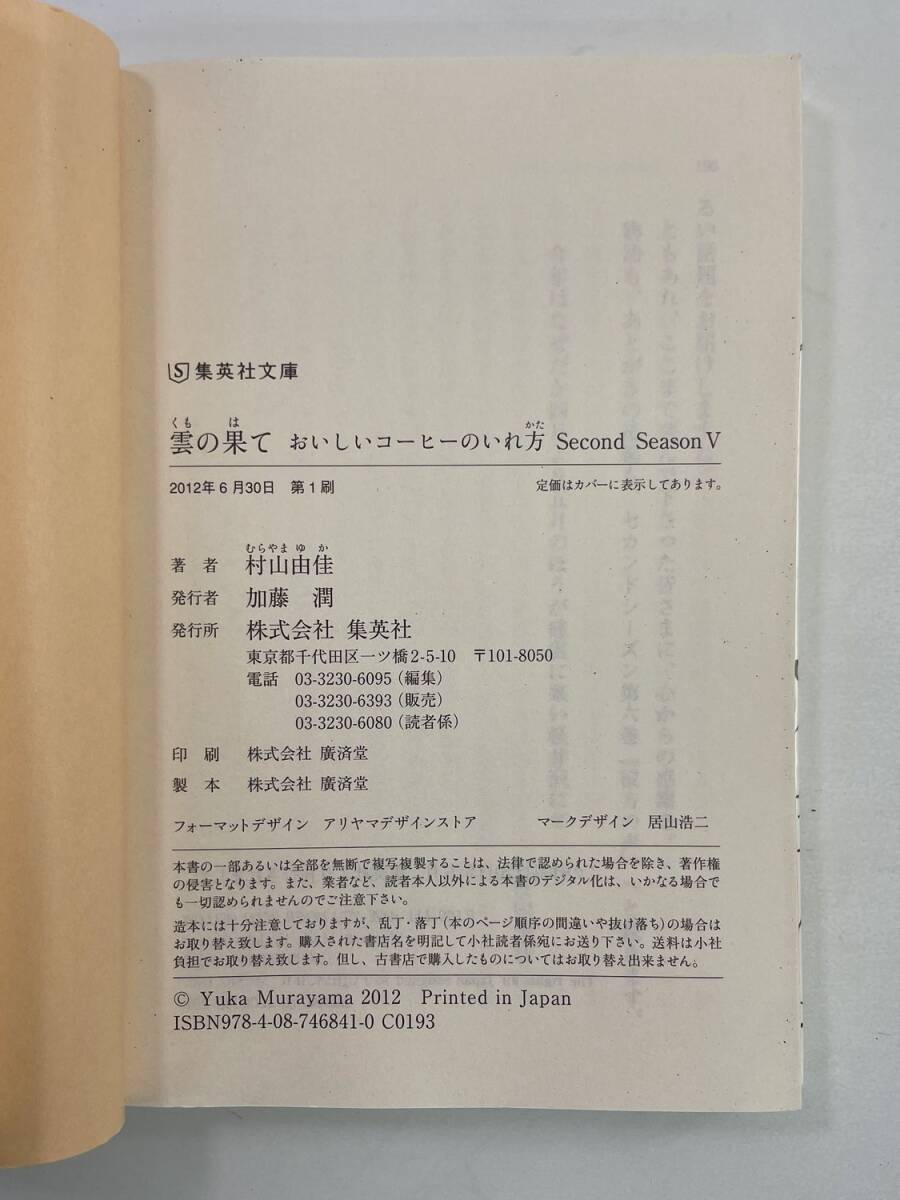 S 集英社文庫
くも は かた
雲の果て おいしいコーヒーのいれ方 Second Season V
2012年6月30日 第1刷 定価はカバーに表示してあります。
むらやま ゆ か
著者 村山由佳
発行者 加藤 潤
発行所 株式会社 集英社
東京都千代田区一ツ橋2-5-10 〒101-8050
電話 03-3230-6095(編集)
03-3230-6393(販売)
03-3230-6080(読者係)
印刷 株式会社 廣済堂
製本 株式会社 廣済堂
フォーマットデザイン アリヤマデザインストア マークデザイン 居山浩二
本書の一部あるいは全部を無断で複写複製することは、法律で認められた場合を除き、著作権
の侵害となります。また、業者など、読者本人以外による本書のデジタル化は、いかなる場合で
も一切認められませんのでご注意下さい。
造本には十分注意しておりますが、乱丁・落丁(本のページ順序の間違いや抜け落ち)の場合は
お取り替え致します。購入された書店名を明記して小社読者係宛にお送り下さい。送料は小社
負担でお取り替え致します。但し、古書店で購入したものについてはお取り替え出来ません。
© Yuka Murayama 2012 Printed in Japan
ISBN978-4-08-746841-0 C0193